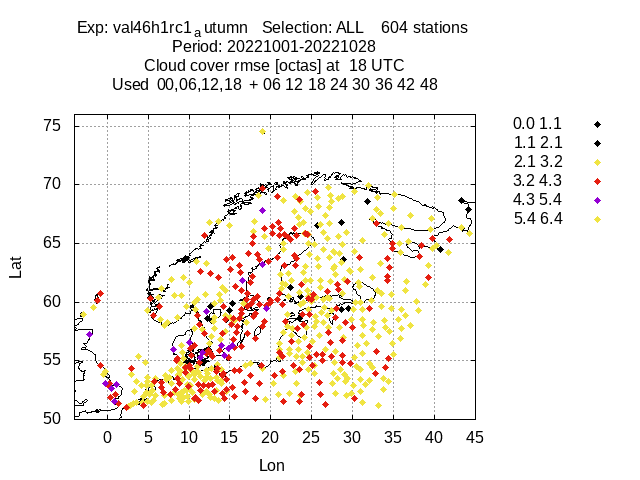 Exp: val46h1rc1ₐutumn Selection: ALL 604 stations
Period: 20221001-20221028
Cloud cover rmse [octas] at 18 UTC
Used 00,06,12,18 + 06 12 18 24 30 36 42 48
75
70
65
60
55
50
Lat
0 5 10 15 20 25 30 35 40 45
Lon
0.0 1.1
1.1 2.1
2.1 3.2
3.2 4.3
4.3 5.4
5.4 6.4